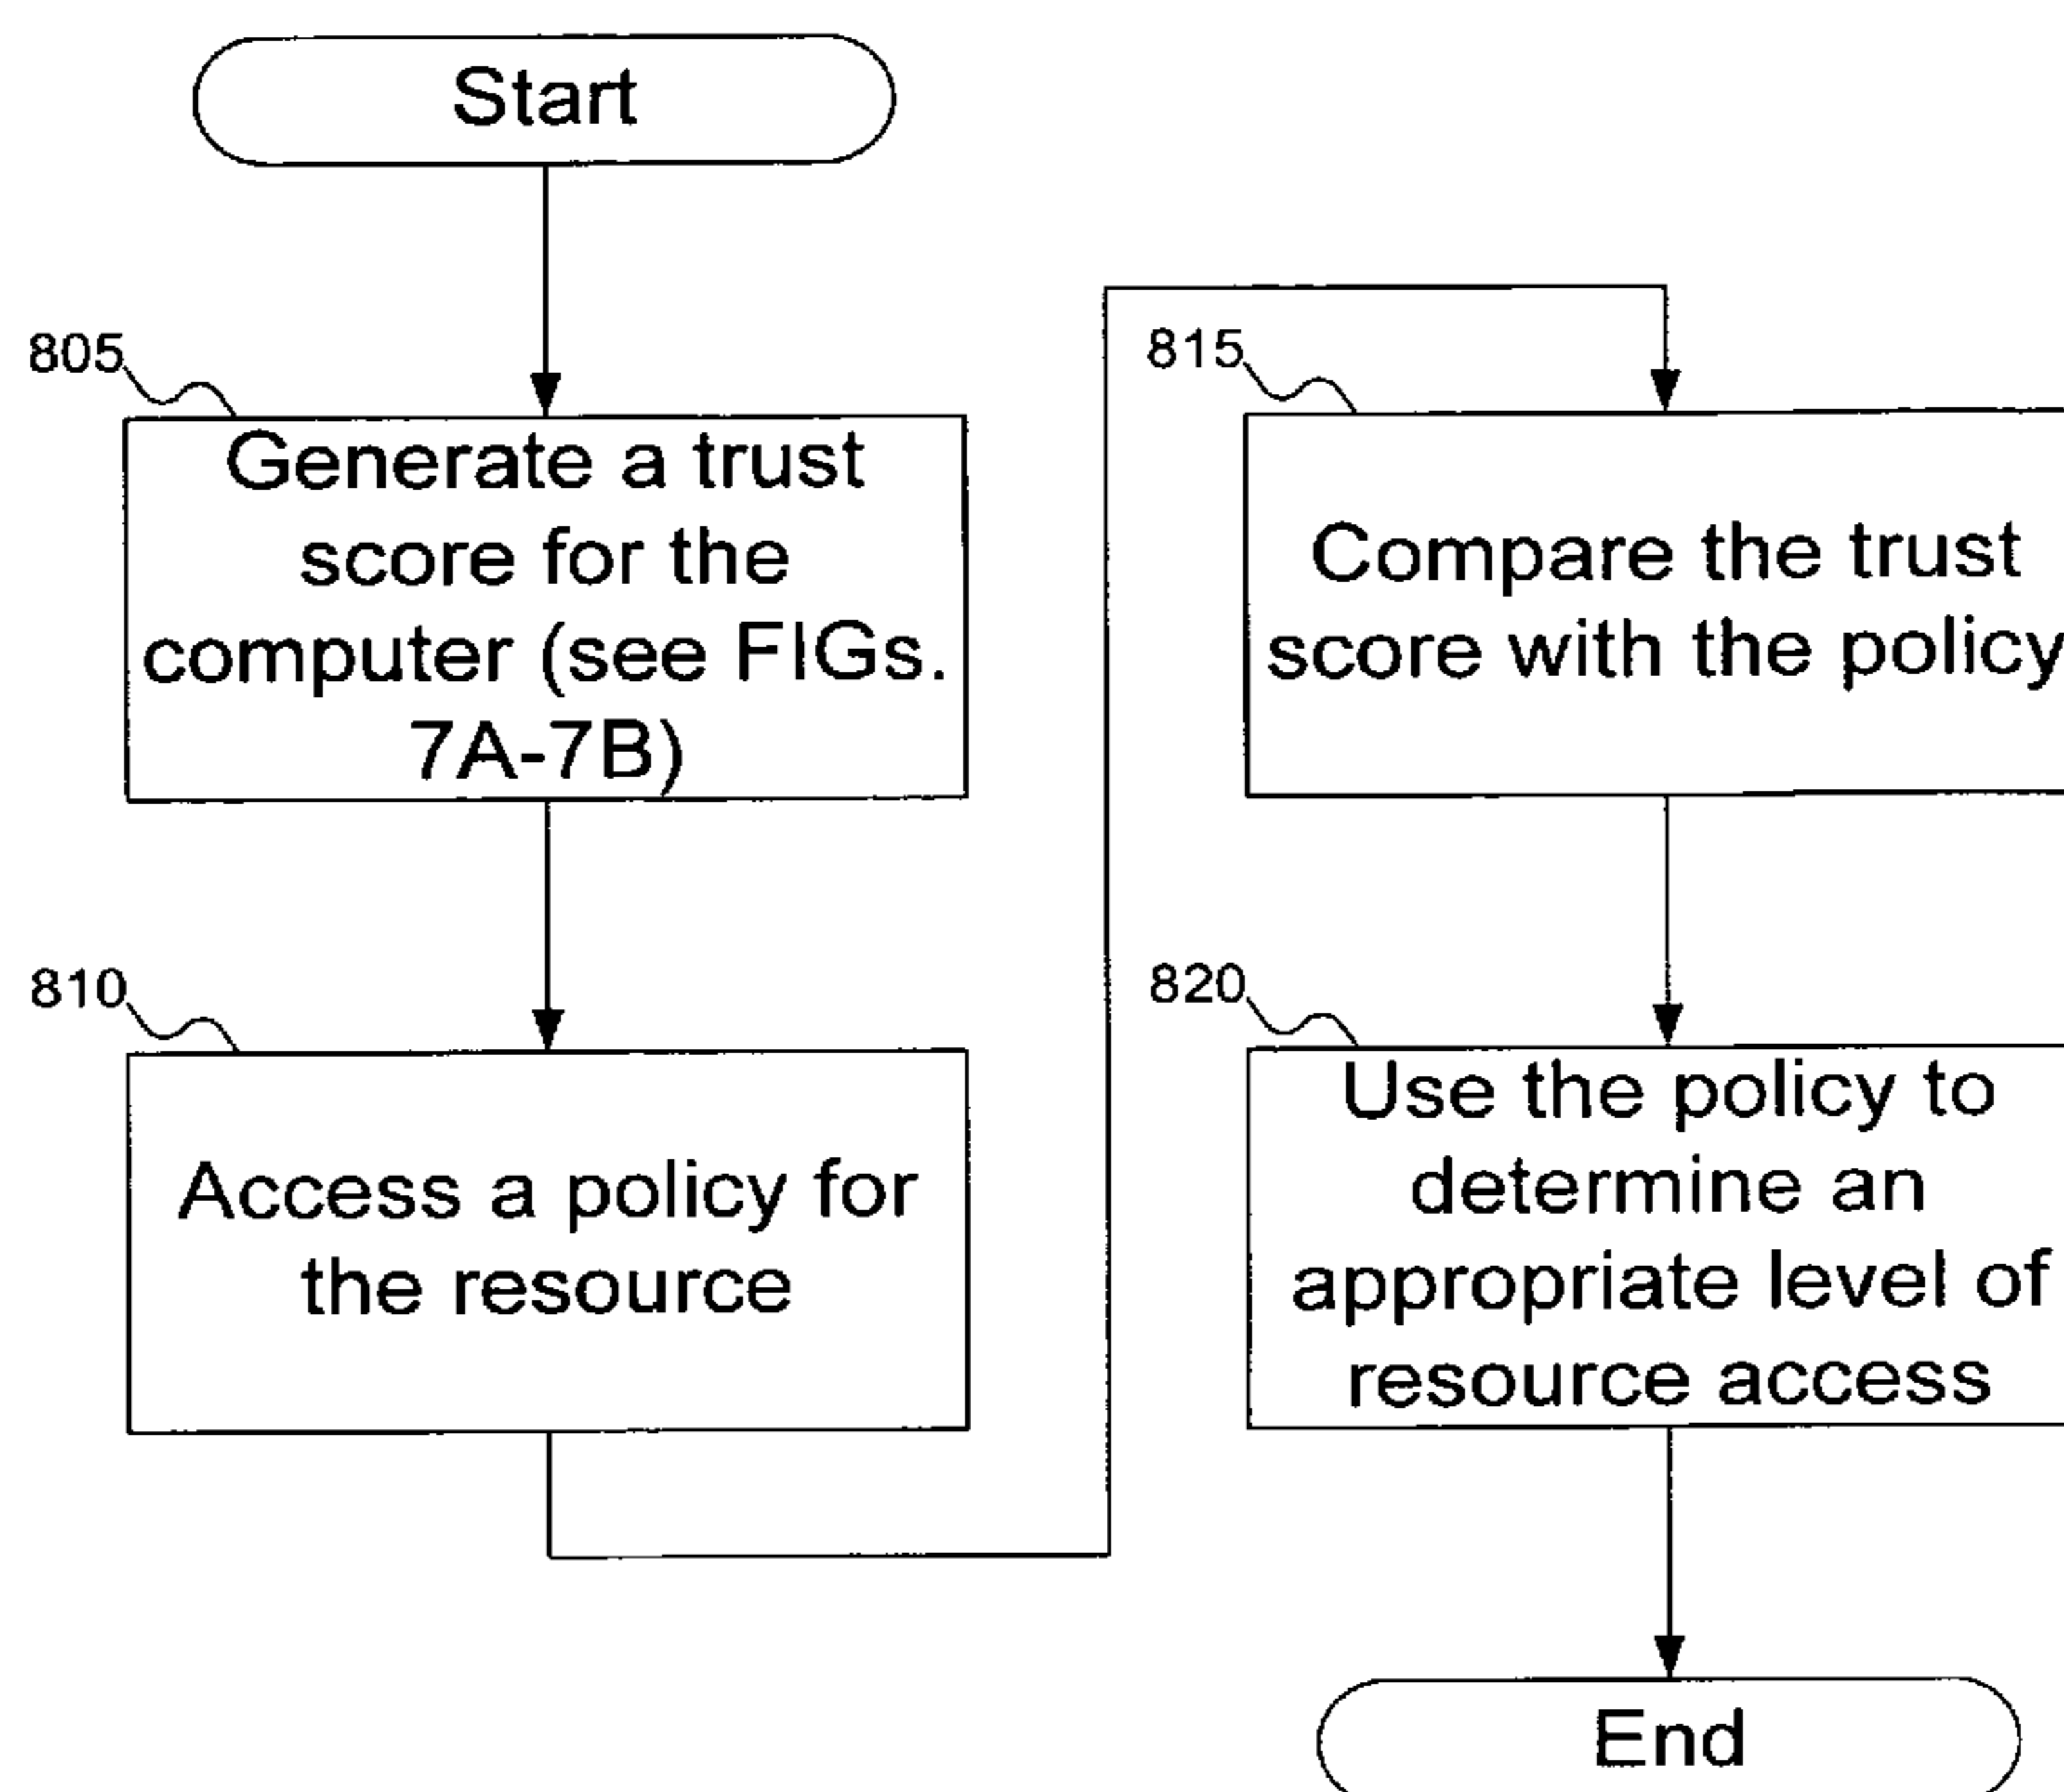 Start
805
Generate a trust
score for the
computer (see FIGs.
7A-7B)
810
Access a policy for
the resource
815
Compare the trust
score with the policy
820
Use the policy to
determine an
appropriate level of
resource access
End